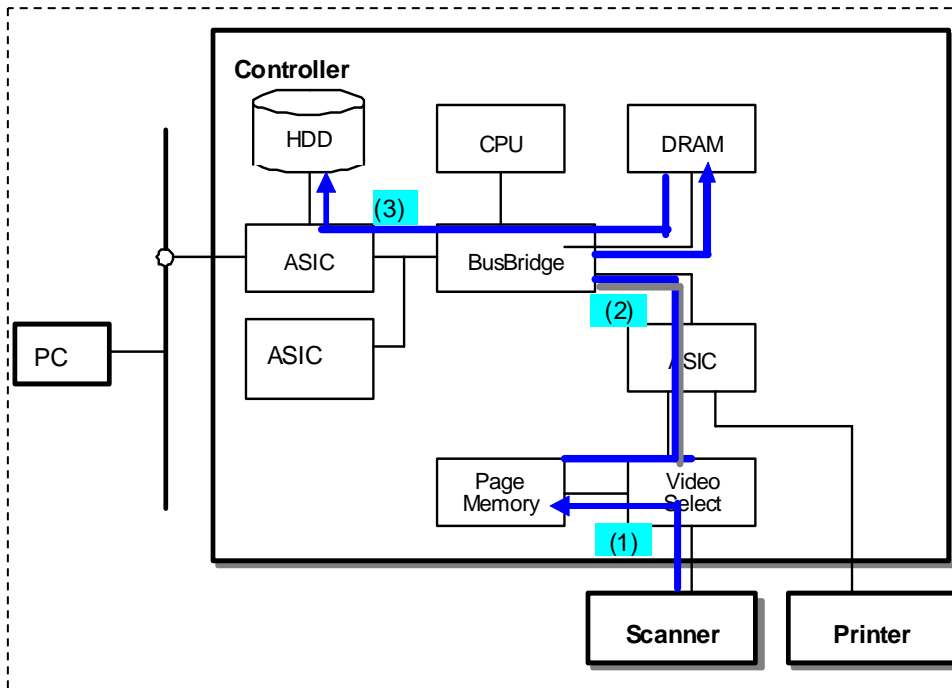 Controller
HDD
CPU
DRAM
(3)
ASIC
BusBridge
(2)
PC
ASIC
ASIC
Page
Memory
Video
Select
(1)
Scanner
Printer